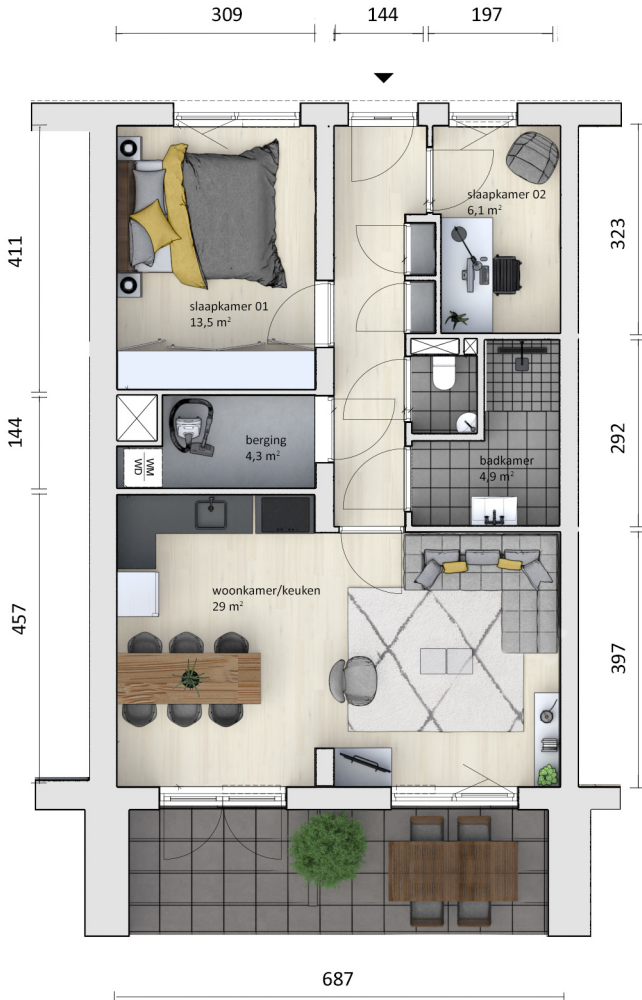 309
144
197
slaapkamer 02
6,1 m²
411
323
slaapkamer 01
13,5 m²
144
berging
4,3 m²
WM
WD
badkamer
4,9 m²
292
woonkamer/keuken
29 m²
457
397
687